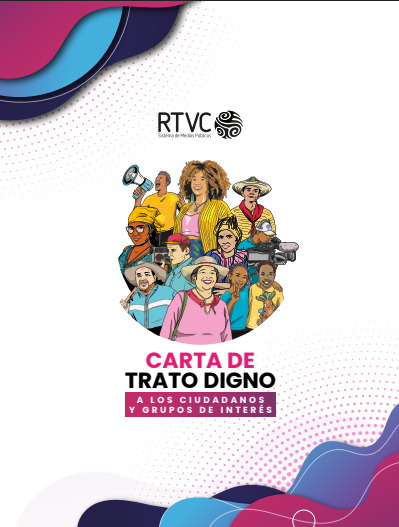 RTVC
Sistema de Medios Públicos
CARTA DE
TRATO DIGNO
A LOS CIUDADANOS
Y GRUPOS DE INTERÉS